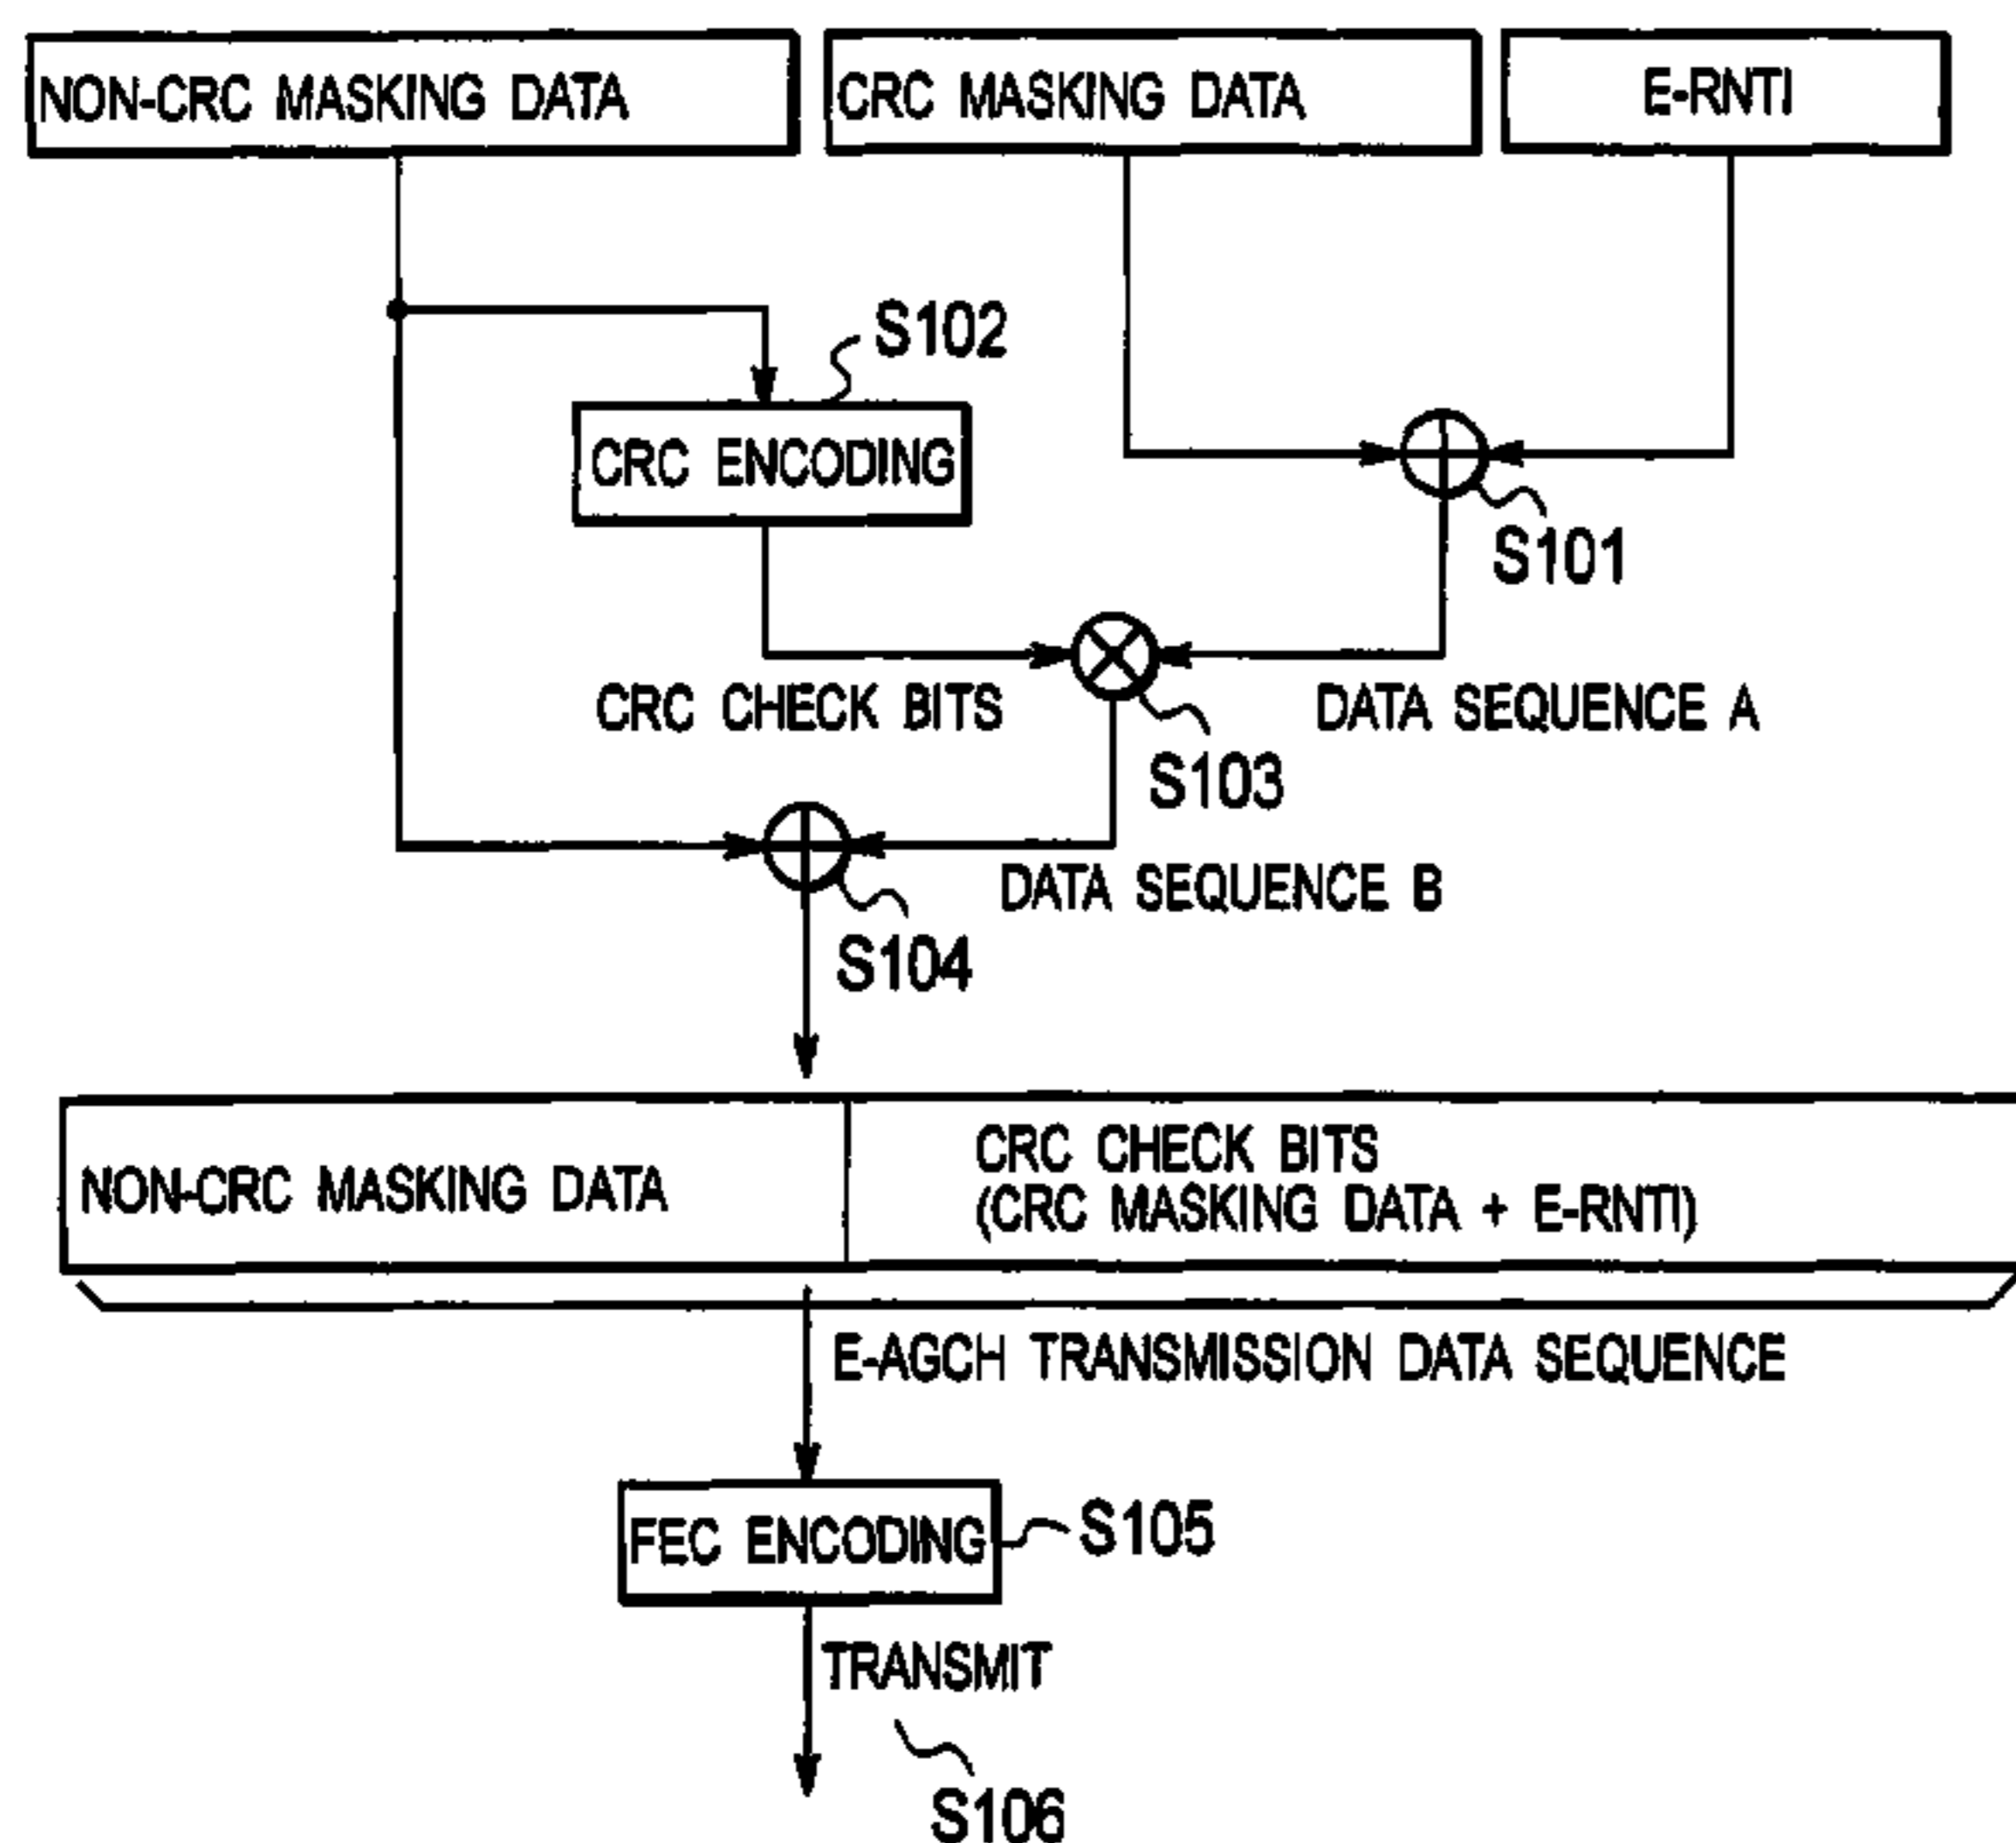 NON-CRC MASKING DATA
CRC MASKING DATA
E-RNTI
S102
CRC ENCODING
S101
CRC CHECK BITS
DATA SEQUENCE A
S103
DATA SEQUENCE B
S104
NON-CRC MASKING DATA
CRC CHECK BITS
(CRC MASKING DATA + E-RNTI)
E-AGCH TRANSMISSION DATA SEQUENCE
FEC ENCODING
S105
TRANSMIT
S106